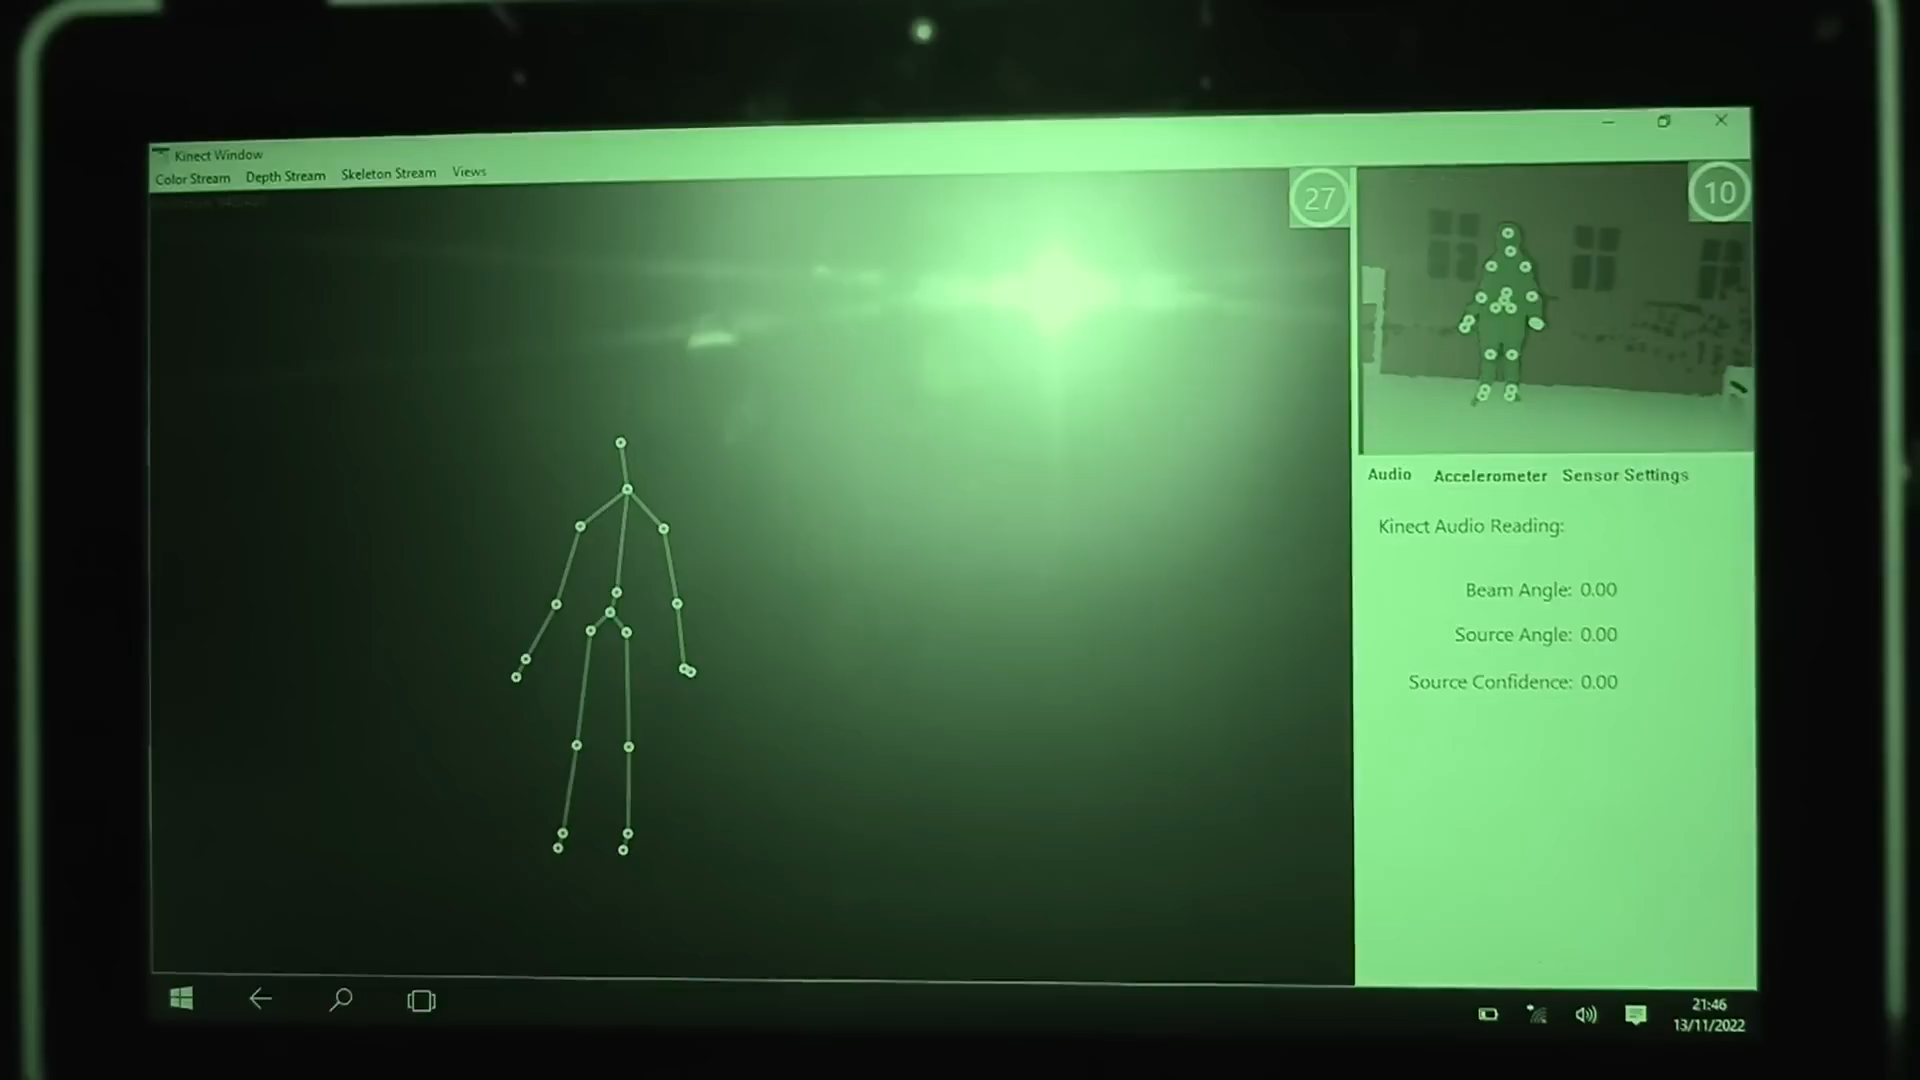 Kinect Window
Color Stream Depth Stream Skeleton Stream Views
27
10
Audio Accelerometer Sensor Settings
Kinect Audio Reading:
Beam Angle: 0.00
Source Angle: 0.00
Source Confidence: 0.00
21:46
13/11/2022